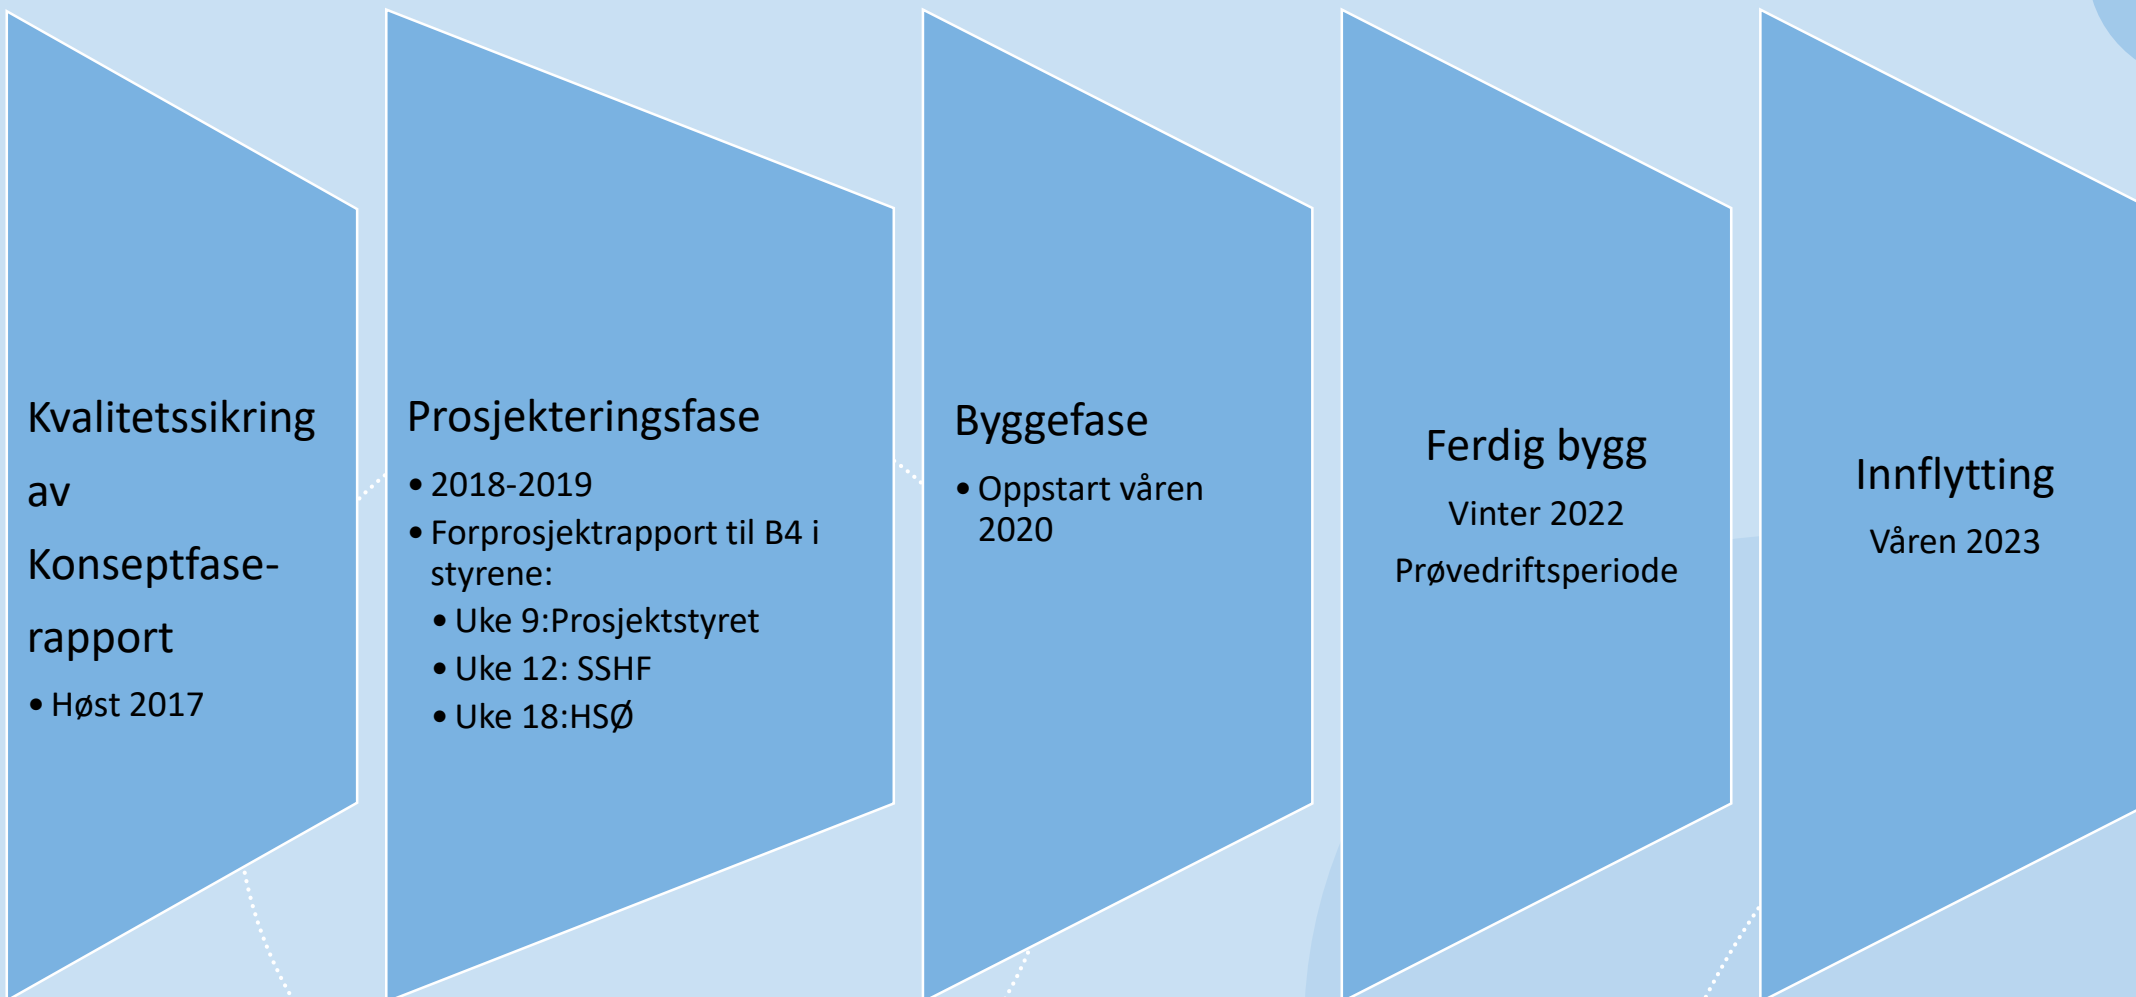 Kvalitetssikring
av
Konseptfase-
rapport
• Høst 2017
Prosjekteringsfase
• 2018-2019
• Forprosjektrapport til B4 i
styrene:
• Uke 9:Prosjektstyret
• Uke 12: SSHF
• Uke 18:HSØ
Byggefase
• Oppstart våren
2020
Ferdig bygg
Vinter 2022
Prøvedriftsperiode
Innflytting
Våren 2023